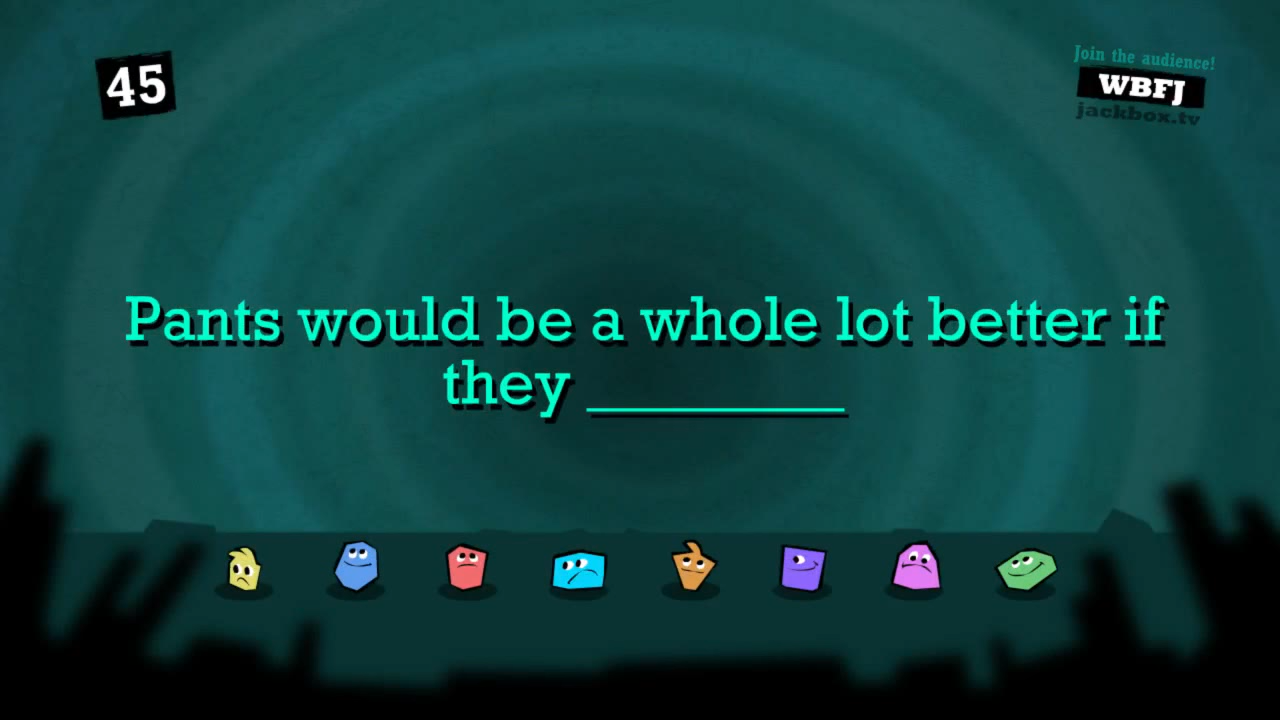 45
Join the audience!
WBFJ
jackbox.tv
Pants would be a whole lot better if
they ________